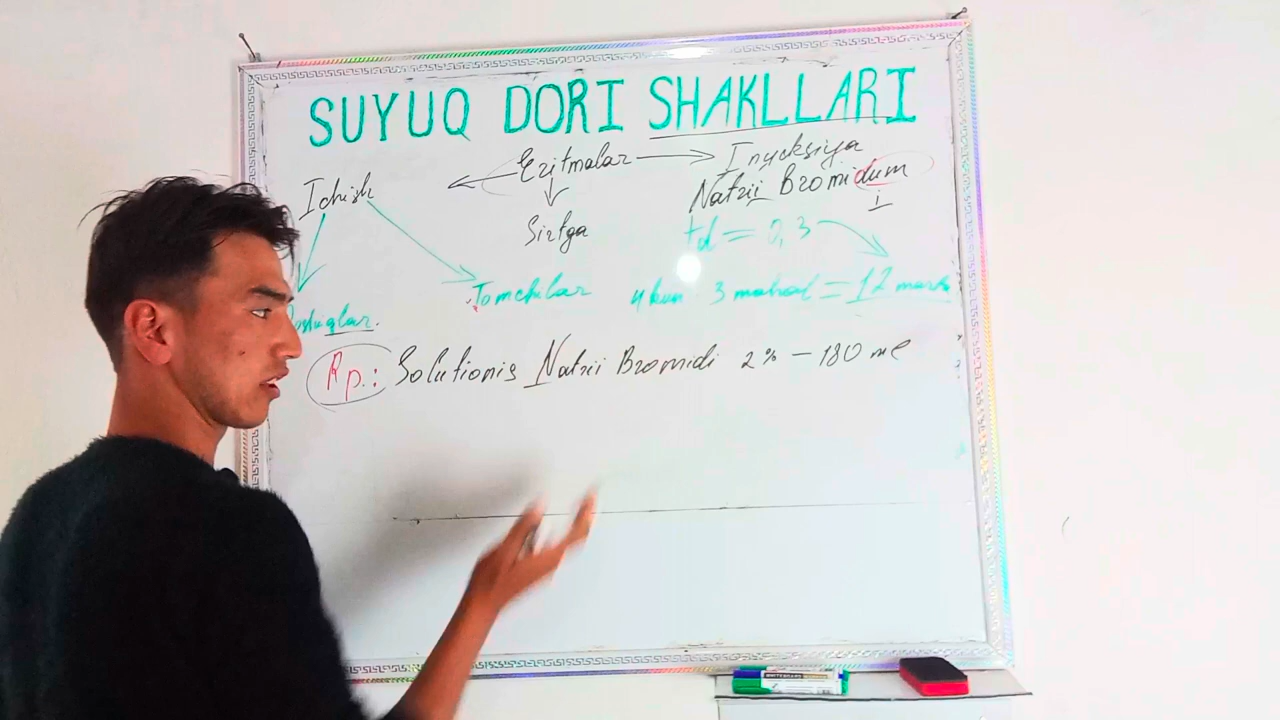 SUYUQ DORI SHAKLLARI
Eritmalar
Inyeksiya
Ichish
Sirtga
Natrii Bromidum
i
td = 0,3
Tomchilar
4 kun 3 mahal = 12 marta
Rp.: Solutionis Natrii Bromidi 2% - 180 ml